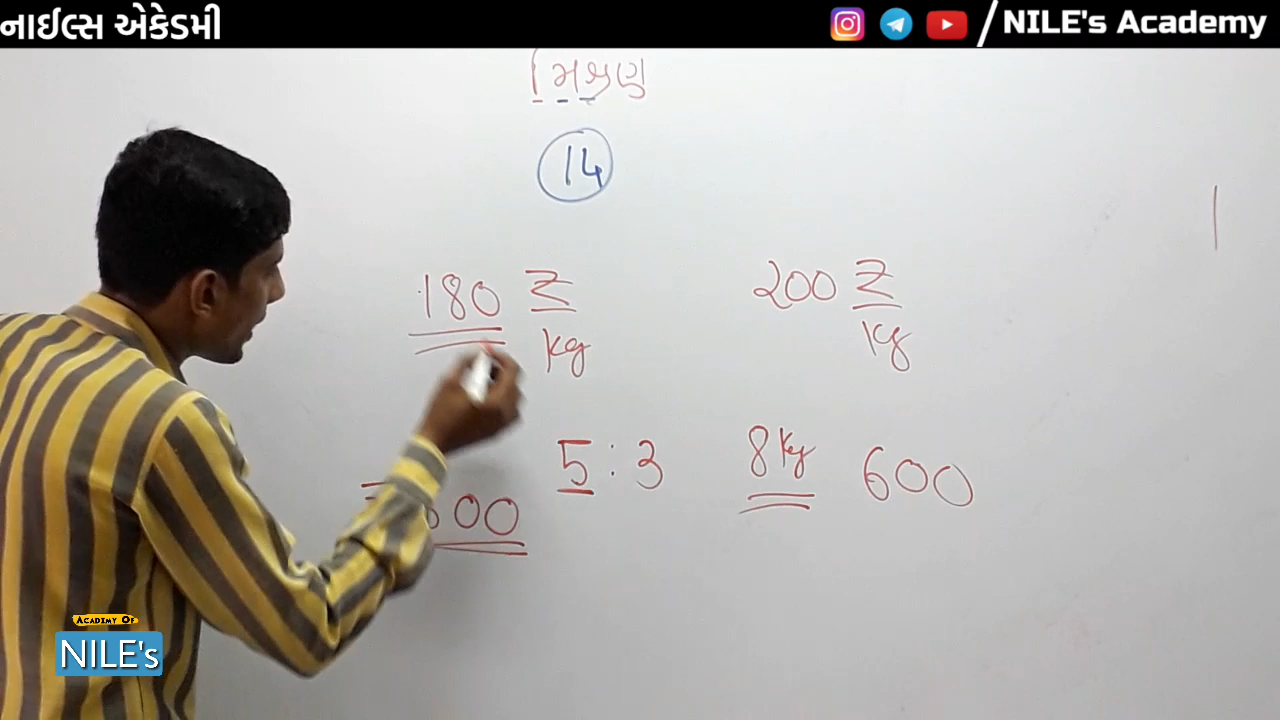 નાઈલ્સ એકેડમી
/ NILE's Academy
મિશ્રણ
14
180 ₹/kg
200 ₹/kg
5 : 3
8 kg
600
00
ACADEMY OF
NILE's